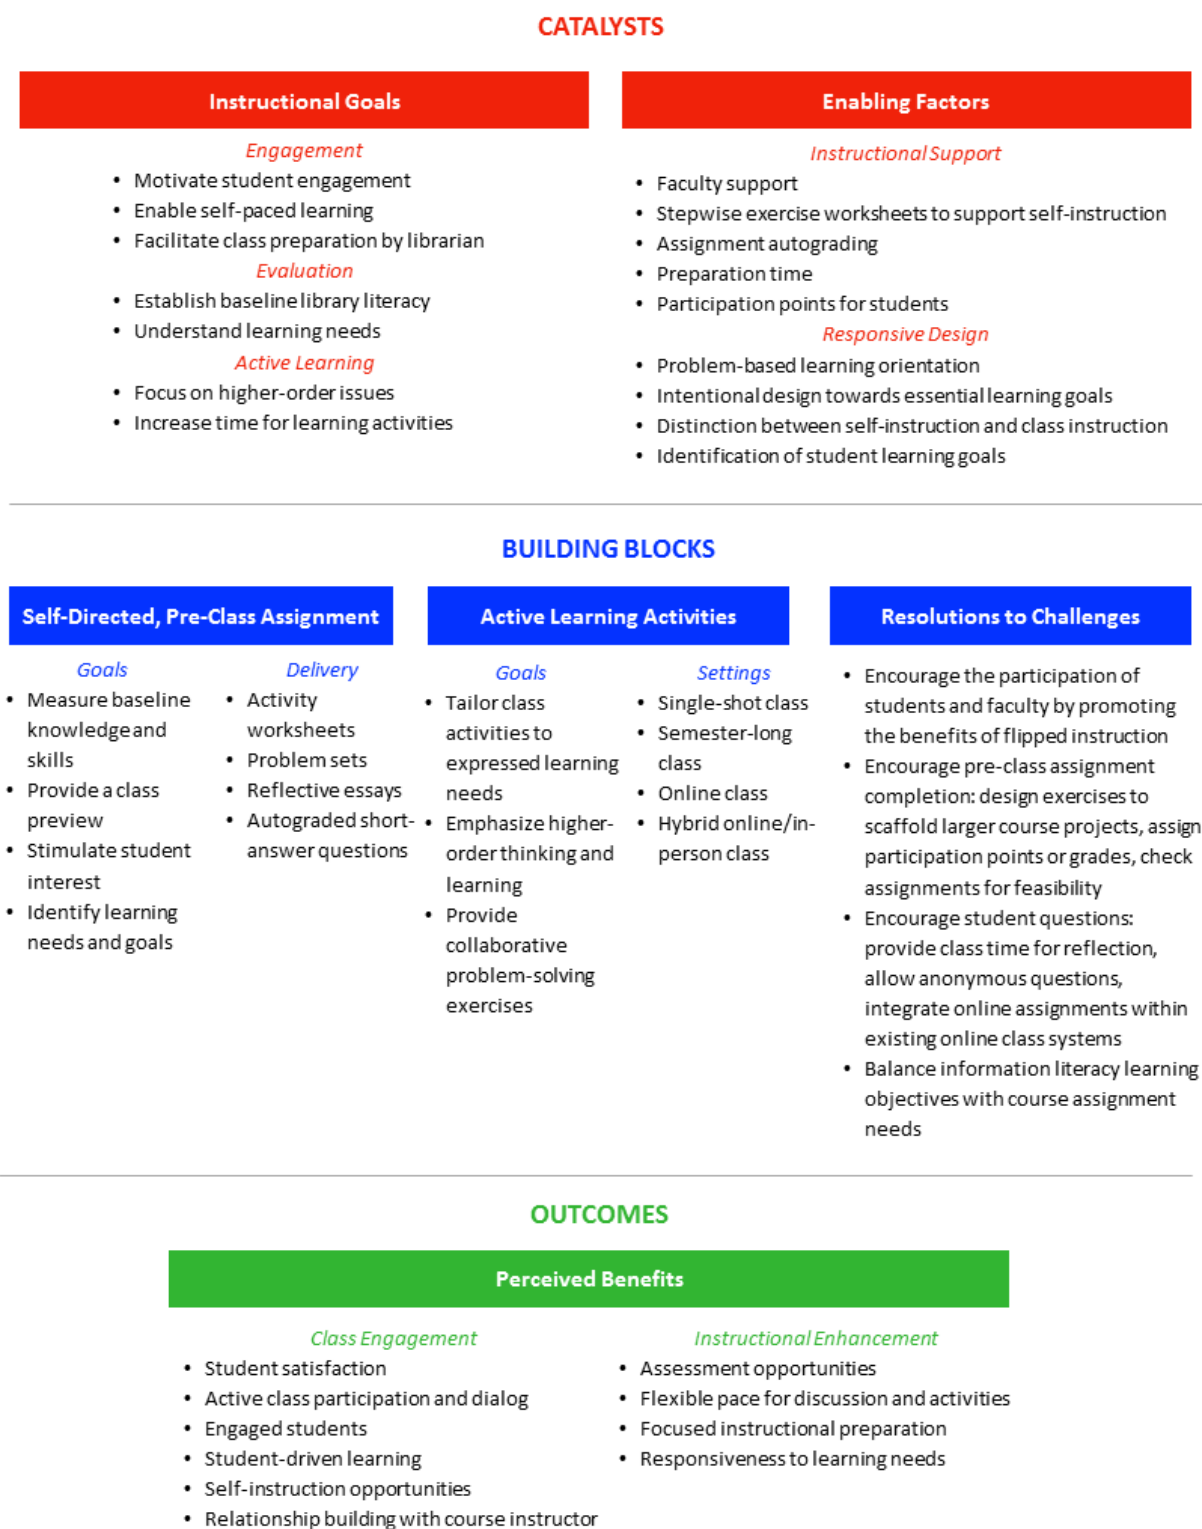 CATALYSTS
Instructional Goals
Engagement
• Motivate student engagement
• Enable self-paced learning
• Facilitate class preparation by librarian
Evaluation
• Establish baseline library literacy
• Understand learning needs
Active Learning
• Focus on higher-order issues
• Increase time for learning activities
Enabling Factors
Instructional Support
• Faculty support
• Stepwise exercise worksheets to support self-instruction
• Assignment autograding
• Preparation time
• Participation points for students
Responsive Design
• Problem-based learning orientation
• Intentional design towards essential learning goals
• Distinction between self-instruction and class instruction
• Identification of student learning goals
BUILDING BLOCKS
Self-Directed, Pre-Class Assignment
Goals
• Measure baseline
knowledge and
skills
• Provide a class
preview
• Stimulate student
interest
• Identify learning
needs and goals
Delivery
• Activity
worksheets
• Problem sets
• Reflective essays
• Autograded short-
answer questions
Active Learning Activities
Goals
• Tailor class
activities to
expressed learning
needs
• Emphasize higher-
order thinking and
learning
• Provide
collaborative
problem-solving
exercises
Settings
• Single-shot class
• Semester-long
class
• Online class
• Hybrid online/in-
person class
Resolutions to Challenges
• Encourage the participation of
students and faculty by promoting
the benefits of flipped instruction
• Encourage pre-class assignment
completion: design exercises to
scaffold larger course projects, assign
participation points or grades, check
assignments for feasibility
• Encourage student questions:
provide class time for reflection,
allow anonymous questions,
integrate online assignments within
existing online class systems
• Balance information literacy learning
objectives with course assignment
needs
OUTCOMES
Perceived Benefits
Class Engagement
• Student satisfaction
• Active class participation and dialog
• Engaged students
• Student-driven learning
• Self-instruction opportunities
• Relationship building with course instructor
Instructional Enhancement
• Assessment opportunities
• Flexible pace for discussion and activities
• Focused instructional preparation
• Responsiveness to learning needs